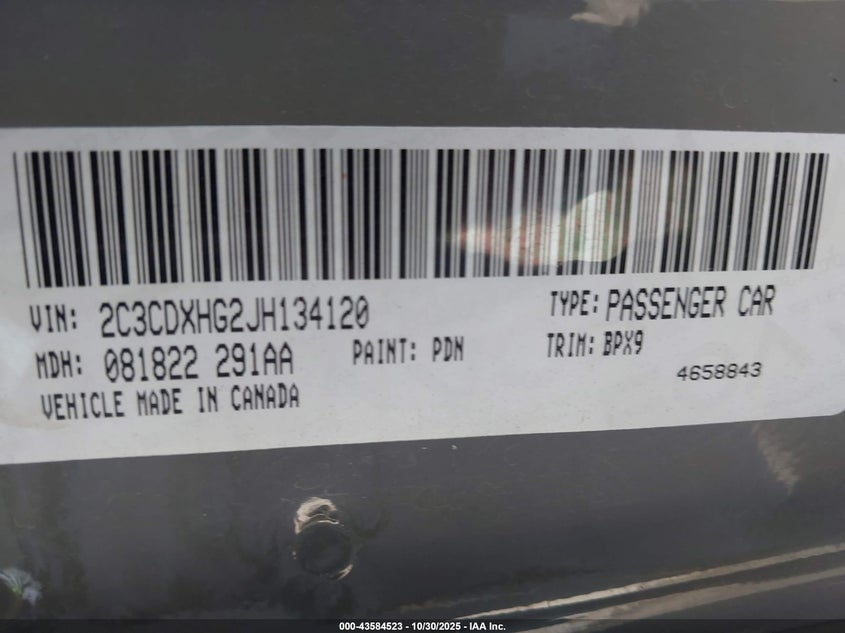 VIN: 2C3CDXHG2JH134120 TYPE: PASSENGER CAR
MDH: 081822 291AA PAINT: PDN TRIM: BPX9
VEHICLE MADE IN CANADA 4658843
000-43584523 - 10/30/2025 - IAA Inc.